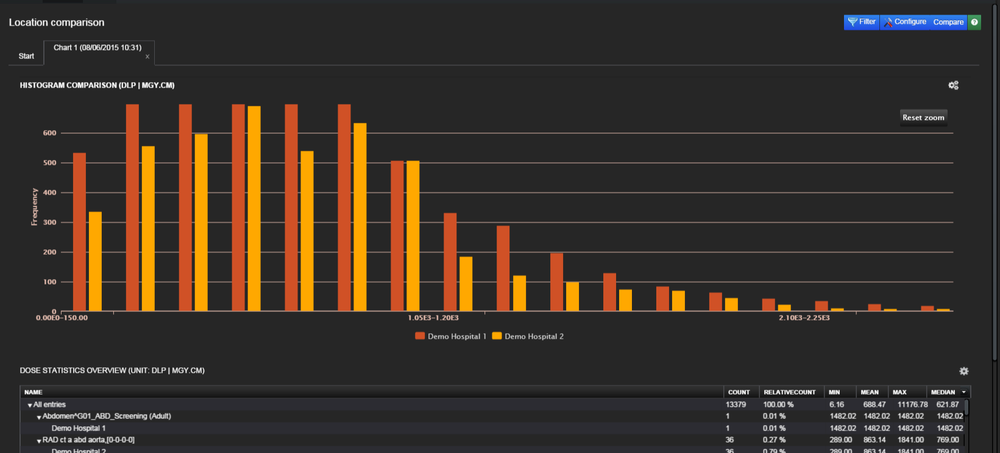 Location comparison
Filter Configure Compare ?
Start Chart 1 (08/06/2015 10:31) x
HISTOGRAM COMPARISON (DLP | MGY.CM)
Reset zoom
600
500
400
300
200
100
0
Frequency
0.00E0-150.00 1.05E3-1.20E3 2.10E3-2.25E3
Demo Hospital 1 Demo Hospital 2
DOSE STATISTICS OVERVIEW (UNIT: DLP | MGY.CM)
NAME COUNT RELATIVECOUNT MIN MEAN MAX MEDIAN
All entries 13379 100.00 % 6.16 688.47 11176.78 621.87
Abdomen^G01_ABD_Screening (Adult) 1 0.01 % 1482.02 1482.02 1482.02 1482.02
Demo Hospital 1 1 0.01 % 1482.02 1482.02 1482.02 1482.02
RAD ct a abd aorta,[0-0-0-0] 36 0.27 % 289.00 863.14 1841.00 769.00
Demo Hospital 2 36 0.79 % 289.00 863.14 1841.00 769.00